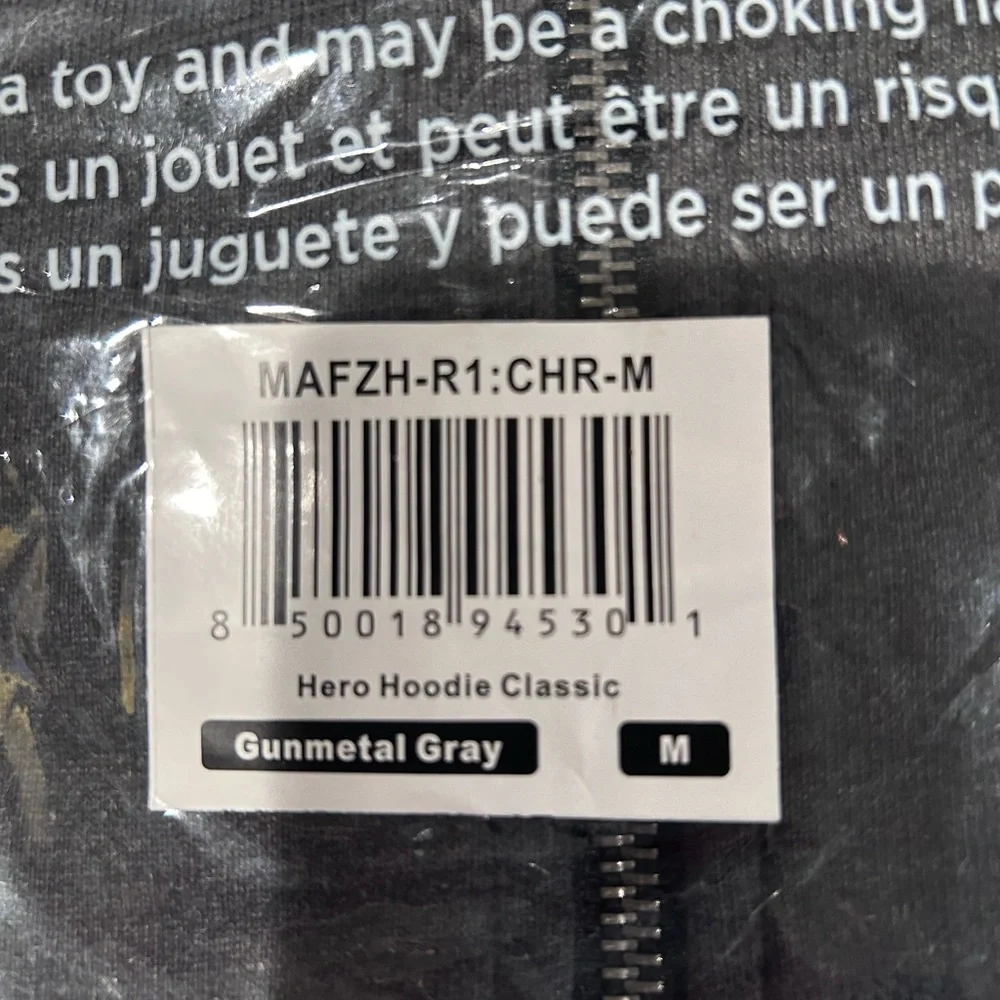 a toy and may be a choking
s un jouet et peut être un risq
s un juguete y puede ser un p
MAFZH-R1:CHR-M
8 50018 94530 1
Hero Hoodie Classic
Gunmetal Gray M